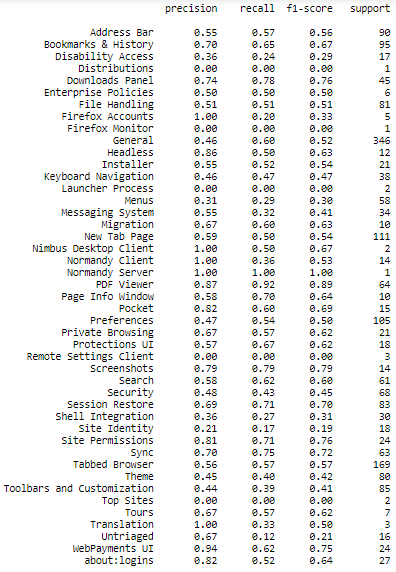 precision recall f1-score support
Address Bar 0.55 0.57 0.56 90
Bookmarks & History 0.70 0.65 0.67 95
Disability Access 0.36 0.24 0.29 17
Distributions 0.00 0.00 0.00 1
Downloads Panel 0.74 0.78 0.76 45
Enterprise Policies 0.50 0.50 0.50 6
File Handling 0.51 0.51 0.51 81
Firefox Accounts 1.00 0.20 0.33 5
Firefox Monitor 0.00 0.00 0.00 1
General 0.46 0.60 0.52 346
Headless 0.86 0.50 0.63 12
Installer 0.55 0.52 0.54 21
Keyboard Navigation 0.46 0.47 0.47 38
Launcher Process 0.00 0.00 0.00 2
Menus 0.31 0.29 0.30 58
Messaging System 0.55 0.32 0.41 34
Migration 0.67 0.60 0.63 10
New Tab Page 0.59 0.50 0.54 111
Nimbus Desktop Client 1.00 0.50 0.67 2
Normandy Client 1.00 0.36 0.53 14
Normandy Server 1.00 1.00 1.00 1
PDF Viewer 0.87 0.92 0.89 64
Page Info Window 0.58 0.70 0.64 10
Pocket 0.82 0.60 0.69 15
Preferences 0.47 0.54 0.50 105
Private Browsing 0.67 0.57 0.62 21
Protections UI 0.57 0.67 0.62 18
Remote Settings Client 0.00 0.00 0.00 3
Screenshots 0.79 0.79 0.79 14
Search 0.58 0.62 0.60 61
Security 0.48 0.43 0.45 68
Session Restore 0.69 0.71 0.70 83
Shell Integration 0.36 0.27 0.31 30
Site Identity 0.21 0.17 0.19 18
Site Permissions 0.81 0.71 0.76 24
Sync 0.70 0.75 0.72 63
Tabbed Browser 0.56 0.57 0.57 169
Theme 0.45 0.40 0.42 80
Toolbars and Customization 0.44 0.39 0.41 85
Top Sites 0.00 0.00 0.00 2
Tours 0.67 0.57 0.62 7
Translation 1.00 0.33 0.50 3
Untriaged 0.67 0.12 0.21 16
WebPayments UI 0.94 0.62 0.75 24
about:logins 0.82 0.52 0.64 27